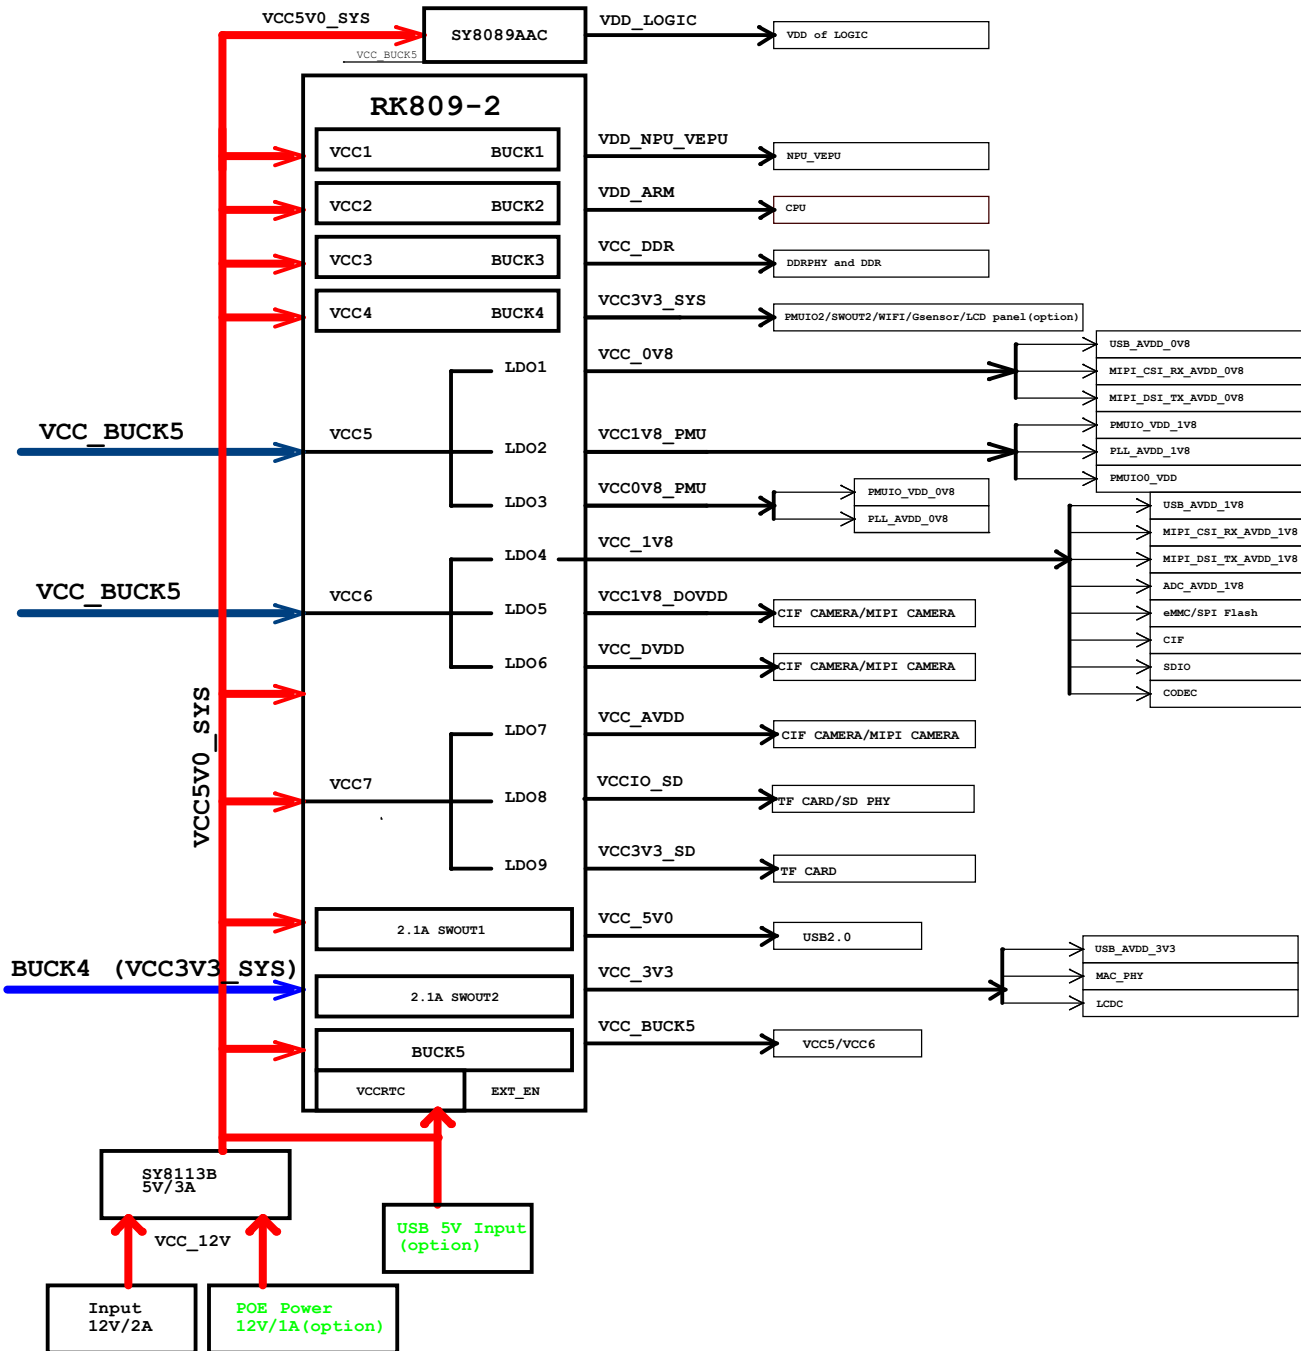 VCC5V0_SYS
SY8089AAC
VDD_LOGIC
VDD of LOGIC
VCC_BUCK5
RK809-2
VCC1 BUCK1
VDD_NPU_VEPU
NPU_VEPU
VCC2 BUCK2
VDD_ARM
CPU
VCC3 BUCK3
VCC_DDR
DDRPHY and DDR
VCC4 BUCK4
VCC3V3_SYS
PMUIO2/SWOUT2/WIFI/Gsensor/LCD panel(option)
LDO1
VCC_0V8
USB_AVDD_0V8
MIPI_CSI_RX_AVDD_0V8
MIPI_DSI_TX_AVDD_0V8
VCC_BUCK5
VCC5
LDO2
VCC1V8_PMU
PMUIO_VDD_1V8
PLL_AVDD_1V8
PMUIO0_VDD
LDO3
VCC0V8_PMU
PMUIO_VDD_0V8
PLL_AVDD_0V8
LDO4
VCC_1V8
USB_AVDD_1V8
MIPI_CSI_RX_AVDD_1V8
MIPI_DSI_TX_AVDD_1V8
ADC_AVDD_1V8
eMMC/SPI Flash
CIF
SDIO
CODEC
VCC_BUCK5
VCC6
LDO5
VCC1V8_DOVDD
CIF CAMERA/MIPI CAMERA
LDO6
VCC_DVDD
CIF CAMERA/MIPI CAMERA
VCC5V0_SYS
LDO7
VCC_AVDD
CIF CAMERA/MIPI CAMERA
VCC7
LDO8
VCCIO_SD
TF CARD/SD PHY
LDO9
VCC3V3_SD
TF CARD
2.1A SWOUT1
VCC_5V0
USB2.0
BUCK4 (VCC3V3_SYS)
2.1A SWOUT2
VCC_3V3
USB_AVDD_3V3
MAC_PHY
LCDC
BUCK5
VCC_BUCK5
VCC5/VCC6
VCCRTC
EXT_EN
SY8113B
5V/3A
VCC_12V
USB 5V Input
(option)
Input
12V/2A
POE Power
12V/1A(option)